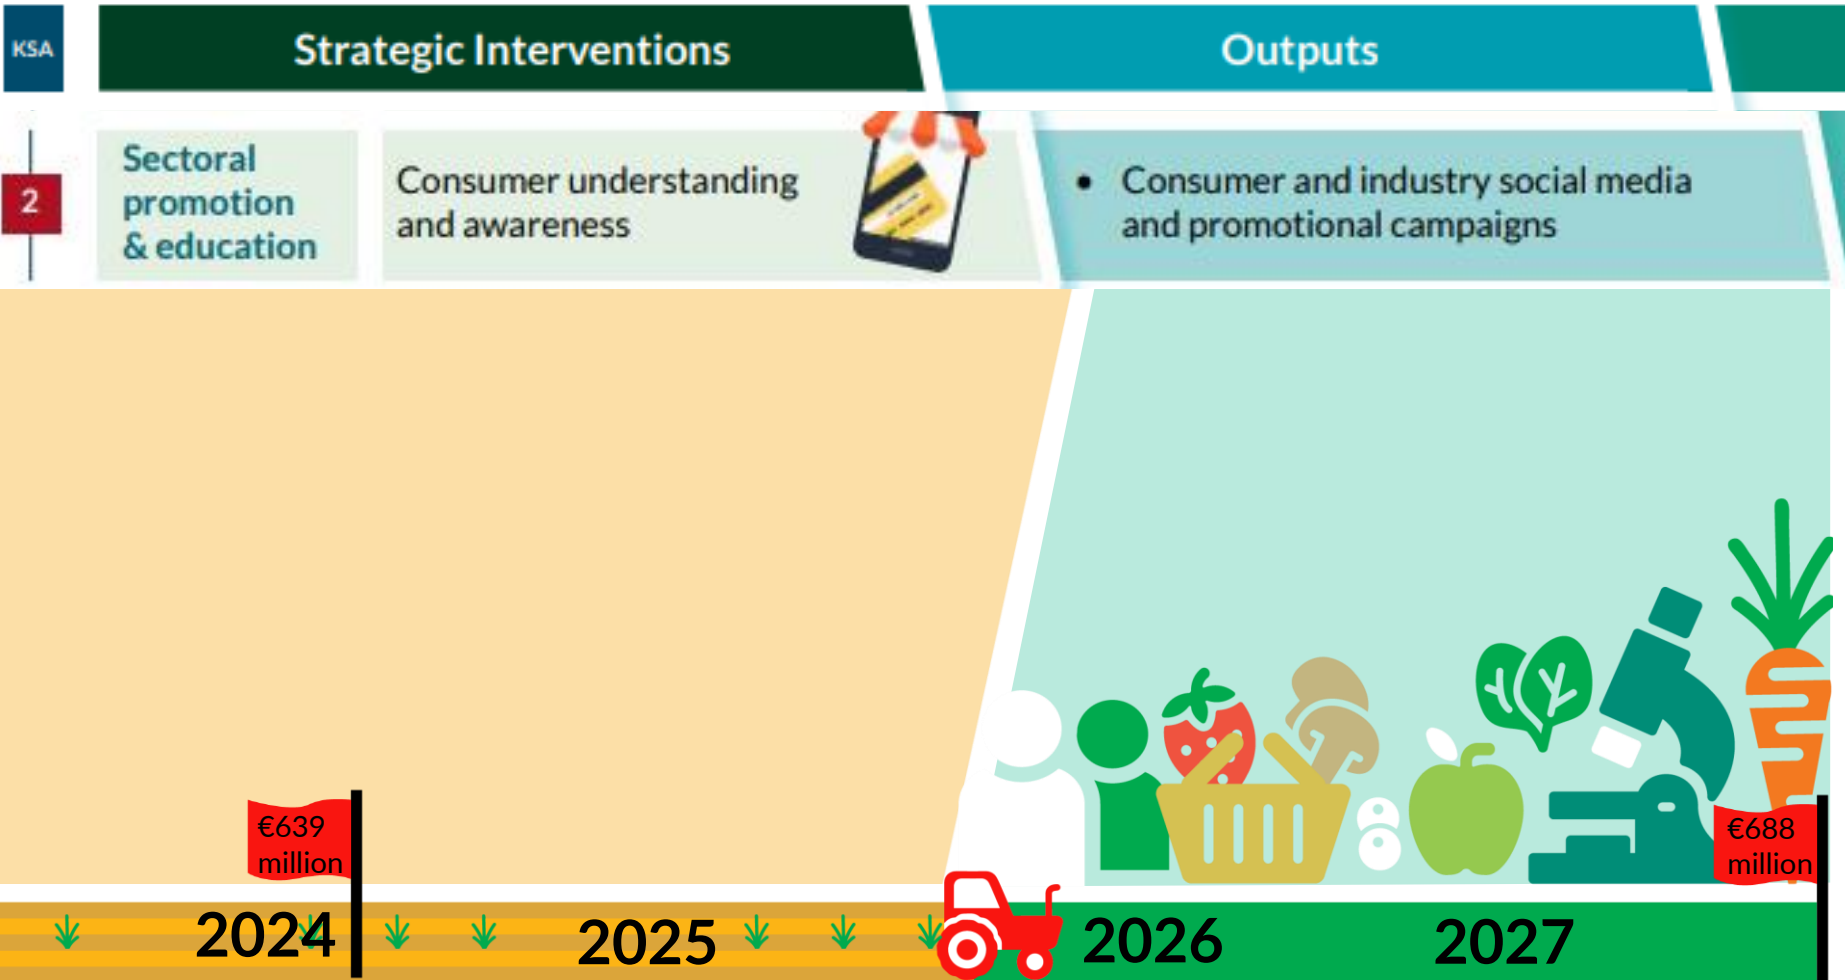 KSA
Strategic Interventions
Outputs
2
Sectoral
promotion
& education
Consumer understanding
and awareness
• Consumer and industry social media
and promotional campaigns
€639
million
€688
million
2024
2025
2026
2027